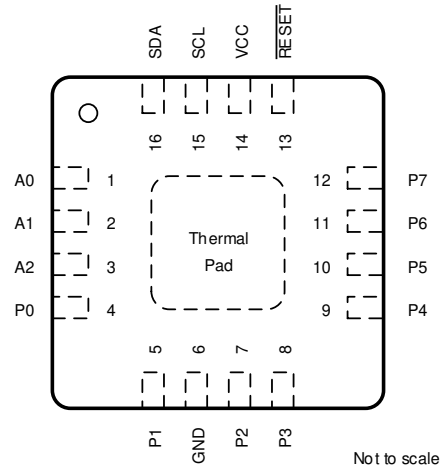 SDA SCL VCC RESET
16 15 14 13
A0 1 12 P7
A1 2 11 P6
Thermal
A2 3 10 P5
Pad
P0 4 9 P4
5 6 7 8
P1 GND P2 P3
Not to scale